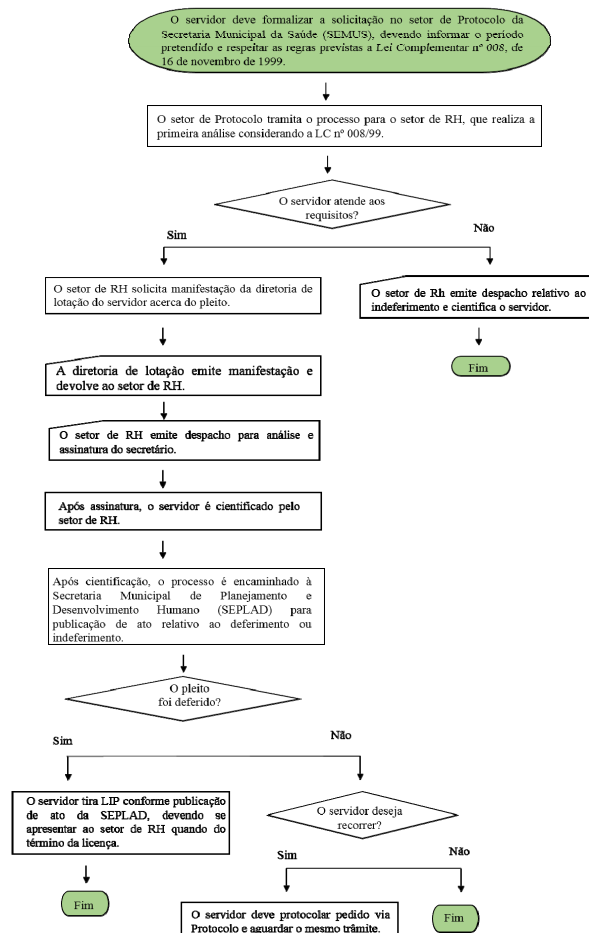 O servidor deve formalizar a solicitação no setor de Protocolo da
Secretaria Municipal da Saúde (SEMUS), devendo informar o período
pretendido e respeitar as regras previstas a Lei Complementar nº 008, de
16 de novembro de 1999.
O setor de Protocolo tramita o processo para o setor de RH, que realiza a
primeira análise considerando a LC nº 008/99.
O servidor atende aos
requisitos?
Sim
Não
O setor de RH solicita manifestação da diretoria de
lotação do servidor acerca do pleito.
O setor de Rh emite despacho relativo ao
indeferimento e cientifica o servidor.
Fim
A diretoria de lotação emite manifestação e
devolve ao setor de RH.
O setor de RH emite despacho para análise e
assinatura do secretário.
Após assinatura, o servidor é cientificado pelo
setor de RH.
Após cientificação, o processo é encaminhado à
Secretaria Municipal de Planejamento e
Desenvolvimento Humano (SEPLAD) para
publicação de ato relativo ao deferimento ou
indeferimento.
O pleito
foi deferido?
Sim
Não
O servidor tira LIP conforme publicação
de ato da SEPLAD, devendo se
apresentar ao setor de RH quando do
término da licença.
O servidor deseja
recorrer?
Sim
Não
Fim
O servidor deve protocolar pedido via
Protocolo e aguardar o mesmo trâmite.
Fim